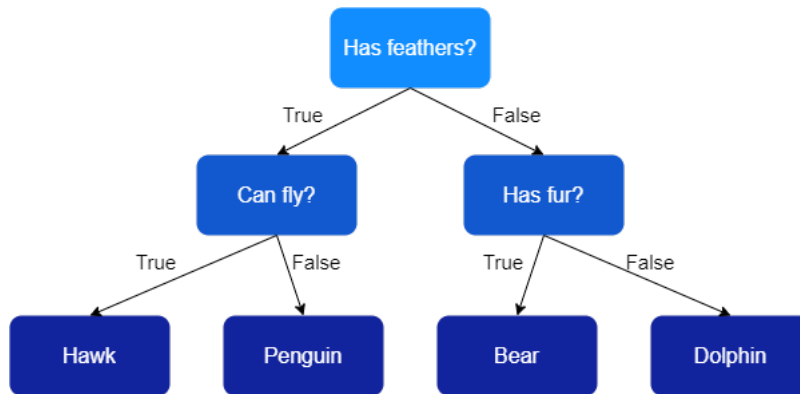 Has feathers?
True
False
Can fly?
Has fur?
True
False
True
False
Hawk
Penguin
Bear
Dolphin